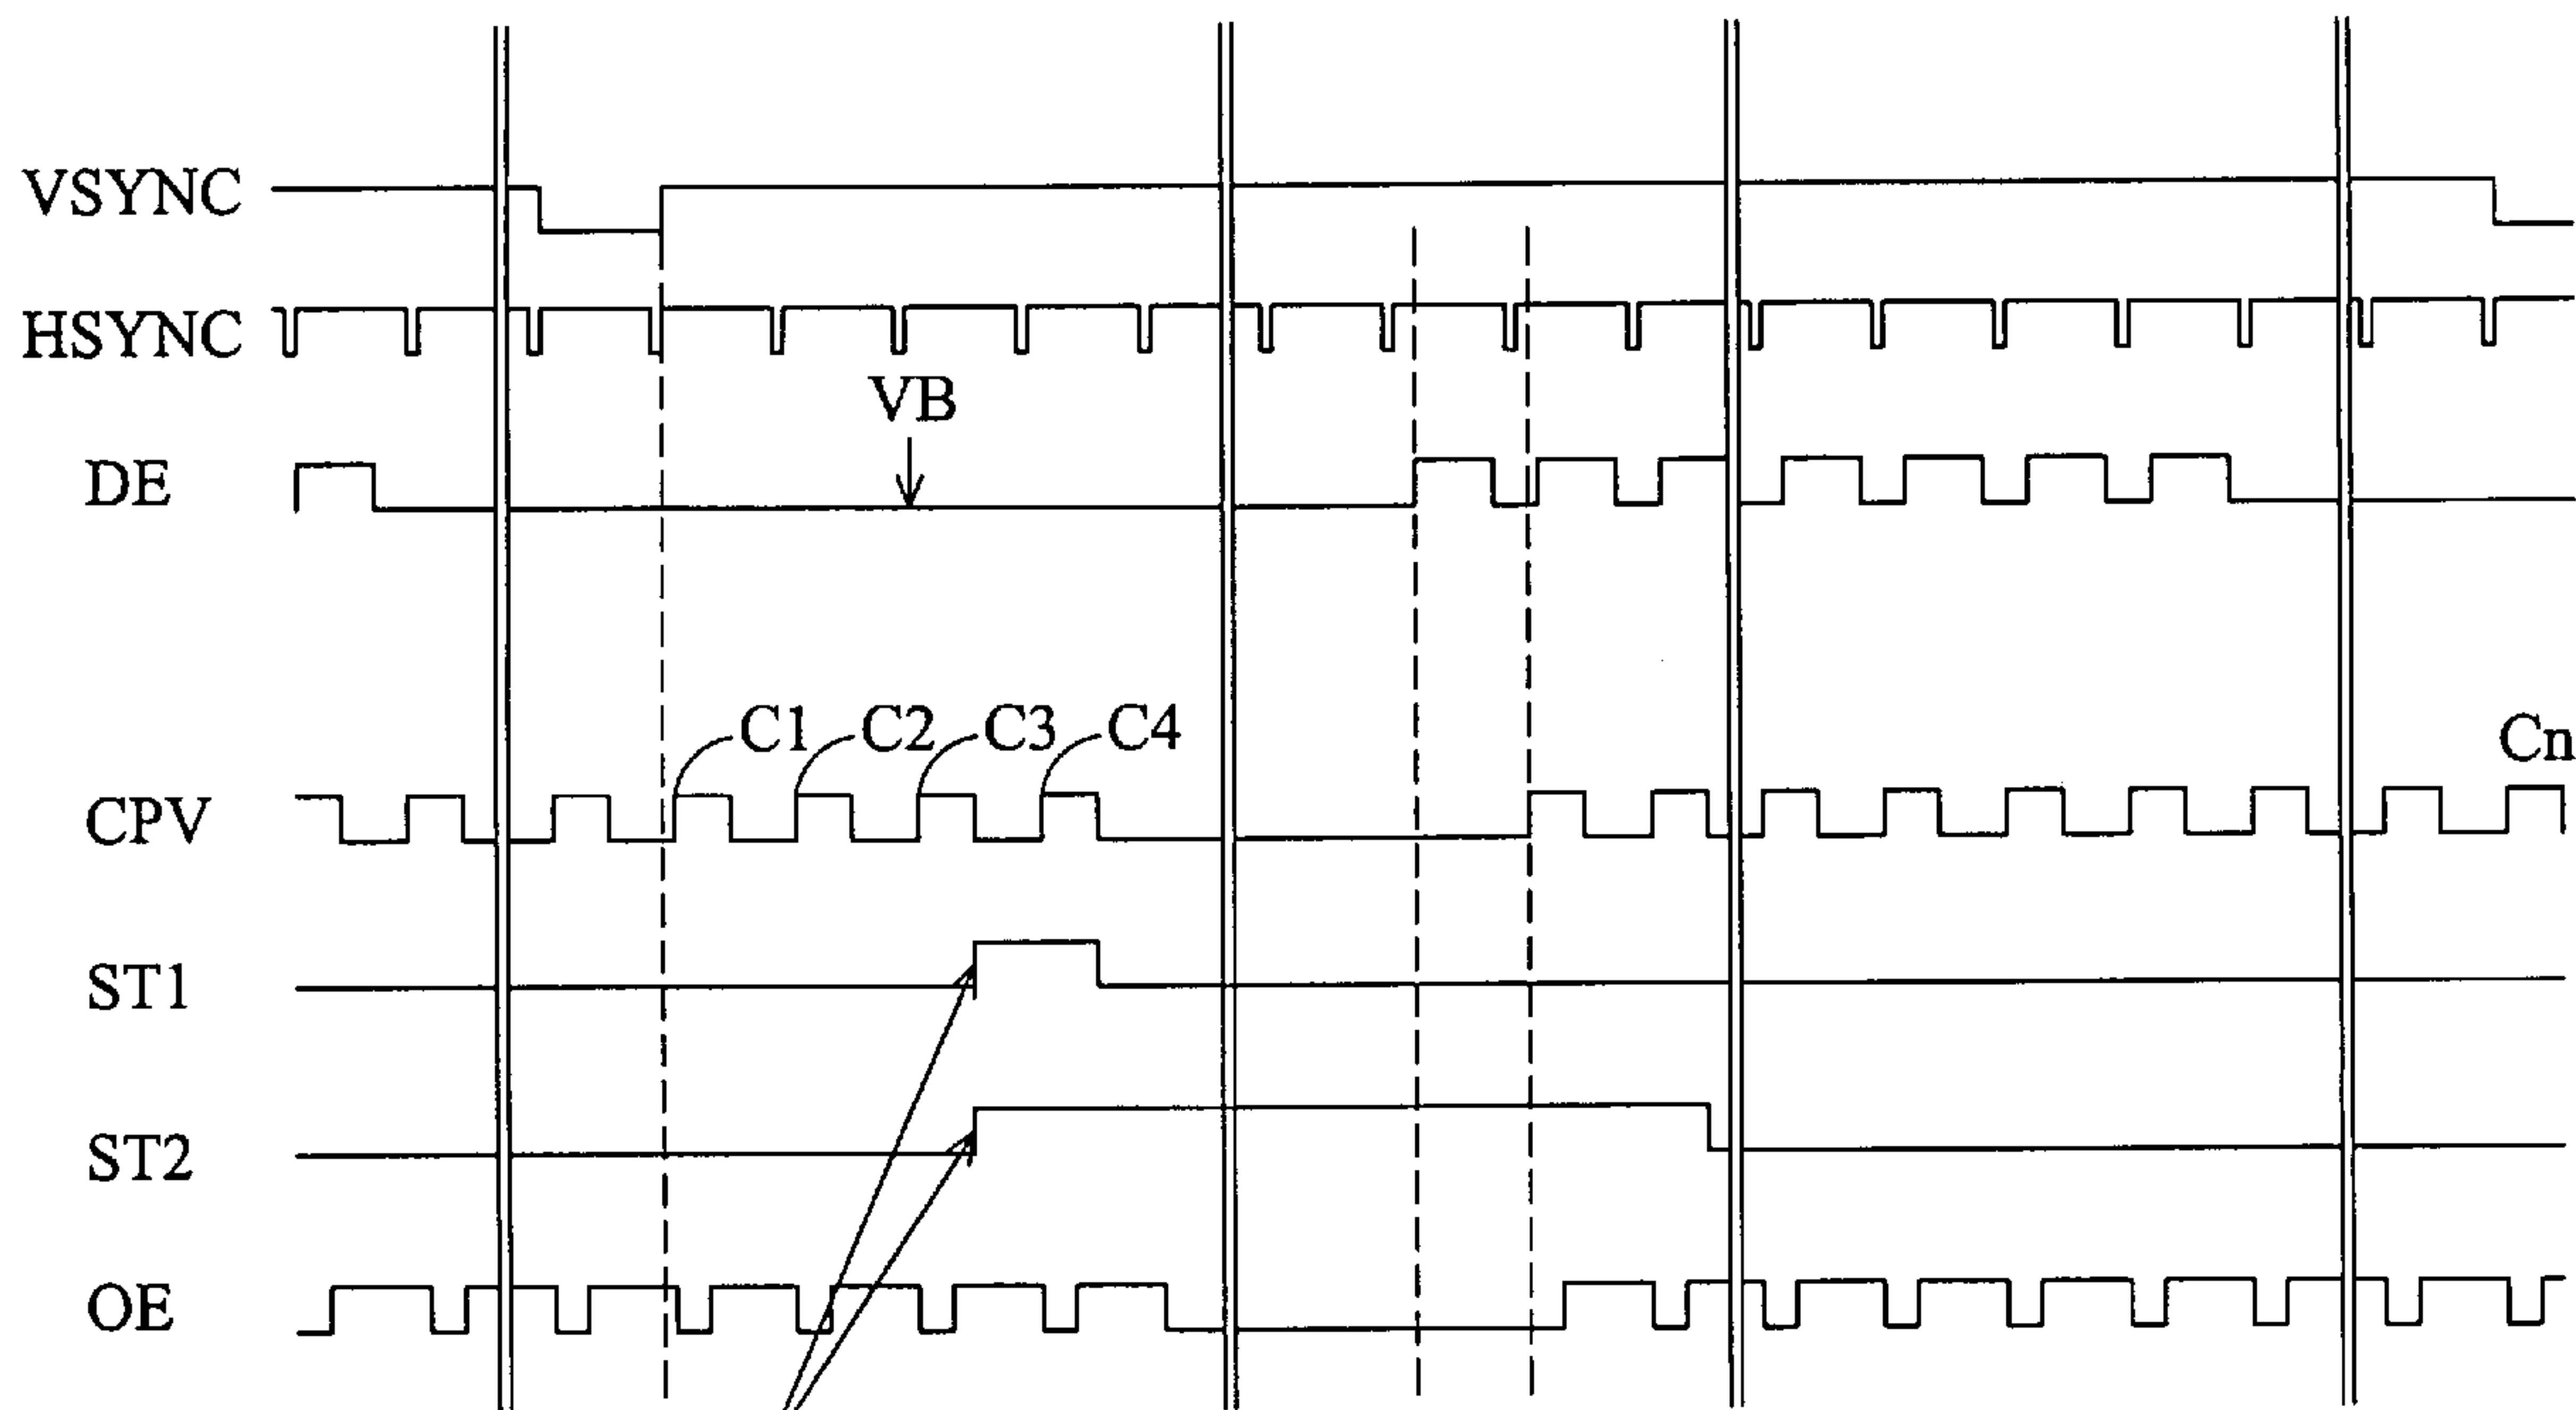 VSYNC
HSYNC
VB
DE
C1 C2 C3 C4 Cn
CPV
ST1
ST2
OE